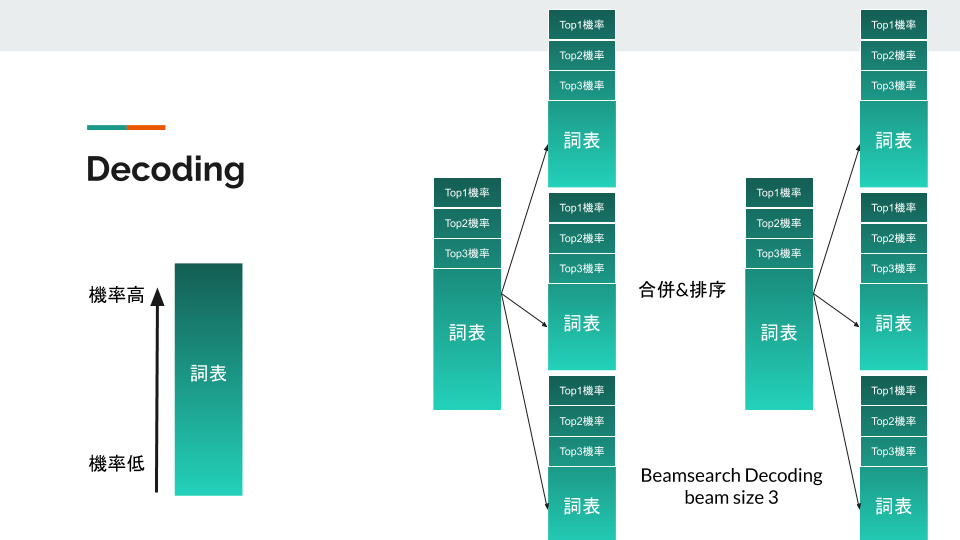 Decoding
機率高
詞表
機率低
Top1機率
Top2機率
Top3機率
詞表
Top1機率
Top2機率
Top3機率
詞表
Top1機率
Top2機率
Top3機率
詞表
Top1機率
Top2機率
Top3機率
詞表
合併&排序
Beamsearch Decoding
beam size 3
Top1機率
Top2機率
Top3機率
詞表
Top1機率
Top2機率
Top3機率
詞表
Top1機率
Top2機率
Top3機率
詞表
Top1機率
Top2機率
Top3機率
詞表